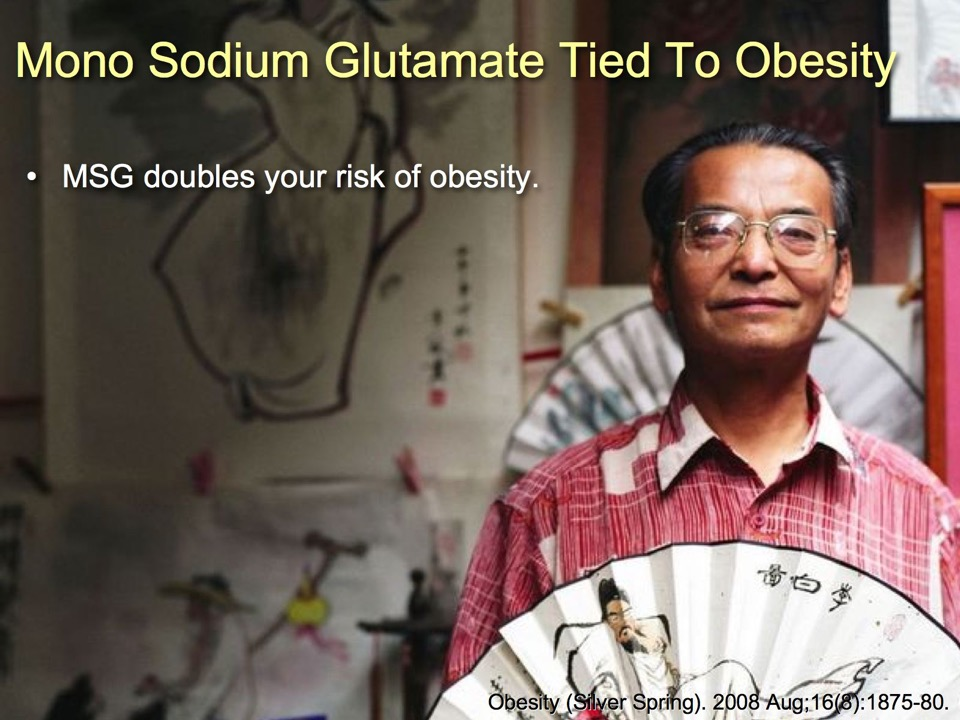 Mono Sodium Glutamate Tied To Obesity
• MSG doubles your risk of obesity.
Obesity (Silver Spring). 2008 Aug;16(8):1875-80.